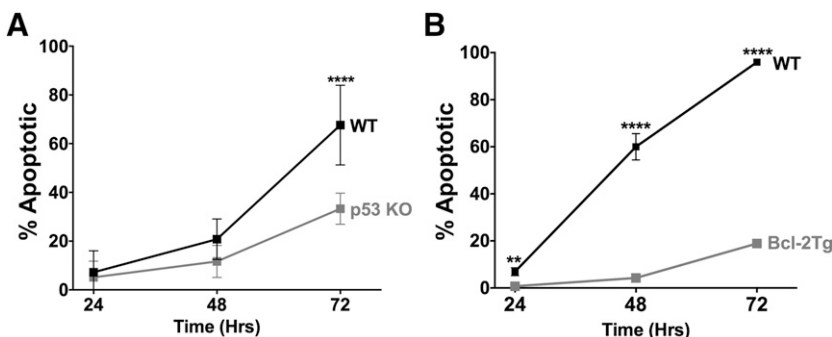 A
% Apoptotic
100
80
60
40
20
0
****
WT
p53 KO
24
48
72
Time (Hrs)
B
% Apoptotic
100
80
60
40
20
0
**
****
****
WT
Bcl-2Tg
24
48
72
Time (Hrs)